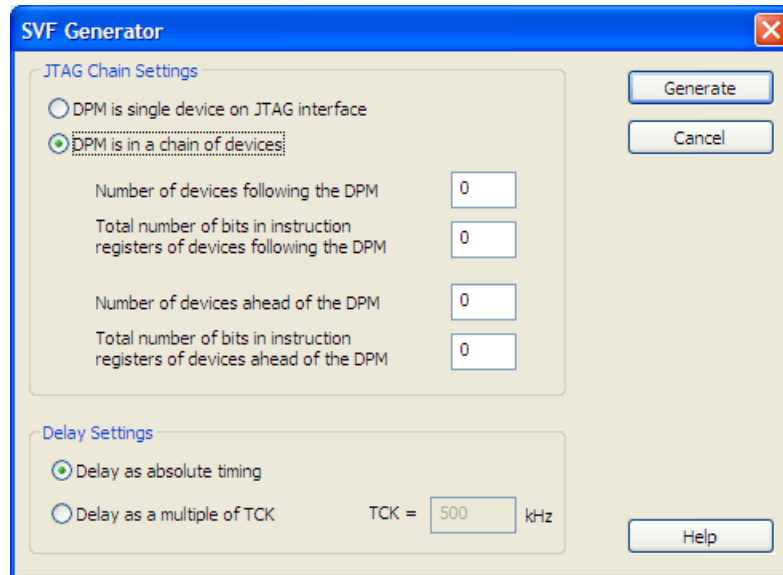 SVF Generator
JTAG Chain Settings
DPM is single device on JTAG interface
DPM is in a chain of devices
Number of devices following the DPM
0
Total number of bits in instruction
registers of devices following the DPM
0
Number of devices ahead of the DPM
0
Total number of bits in instruction
registers of devices ahead of the DPM
0
Generate
Cancel
Delay Settings
Delay as absolute timing
Delay as a multiple of TCK
TCK = 500 kHz
Help